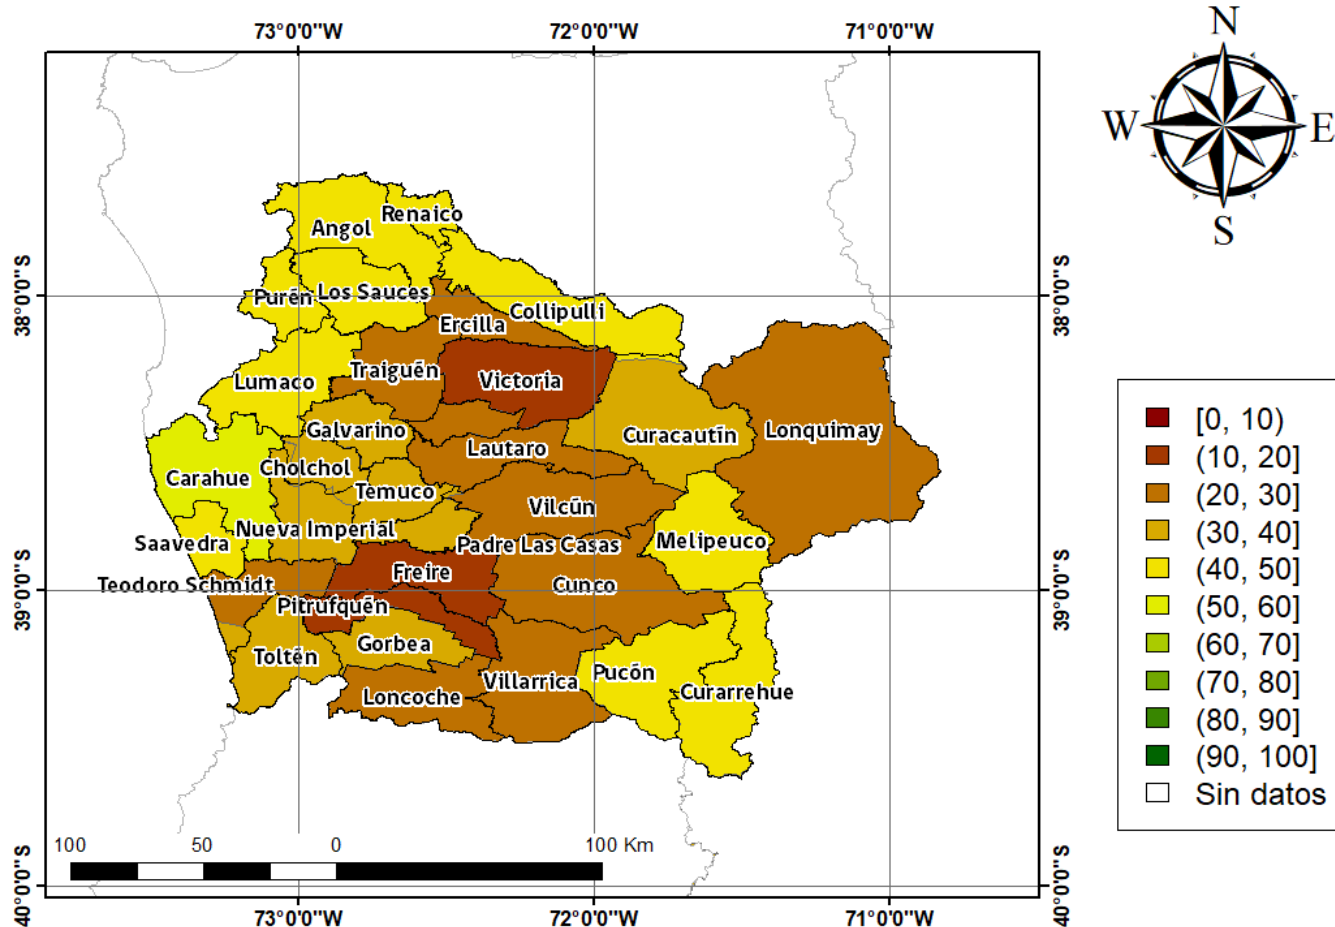 73°0'0"W 72°0'0"W 71°0'0"W
N
W E
S
38°0'0"S 38°0'0"S
39°0'0"S 39°0'0"S
40°0'0"S 40°0'0"S
Renaico
Angol
Purén Los Sauces
Collipulli
Ercilla
Traiguén
Victoria
Lumaco
Galvarino
Curacautín
Lonquimay
Lautaro
Cholchol
Carahue
Temuco
Vilcún
Nueva Imperial
Saavedra
Padre Las Casas
Melipeuco
Freire
Teodoro Schmidt
Cunco
Pitrufquén
Gorbea
Toltén
Pucón
Villarrica
Curarrehue
Loncoche
[0, 10)
(10, 20]
(20, 30]
(30, 40]
(40, 50]
(50, 60]
(60, 70]
(70, 80]
(80, 90]
(90, 100]
Sin datos
100 50 0 100 Km
73°0'0"W 72°0'0"W 71°0'0"W